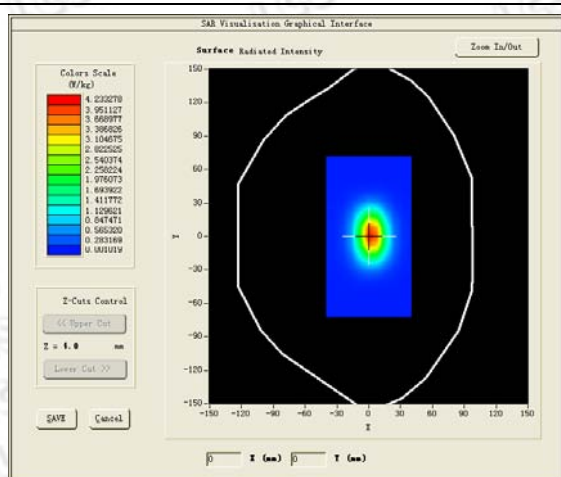 SAR Visualisation Graphical Interface
Surface Radiated Intensity
Zoom In/Out
Colors Scale
(W/kg)
4.233278
3.951127
3.668977
3.386826
3.104675
2.822525
2.540374
2.258224
1.976073
1.693922
1.411772
1.129621
0.847471
0.565320
0.283169
0.001019
150
120
90
60
30
0
-30
-60
-90
-120
-150
Y
-150 -120 -90 -60 -30 0 30 60 90 120 150
X
Z-Cuts Control
<< Upper Cut
Z = 4.0 mm
Lower Cut >>
SAVE
Cancel
0 X (mm) 0 Y (mm)